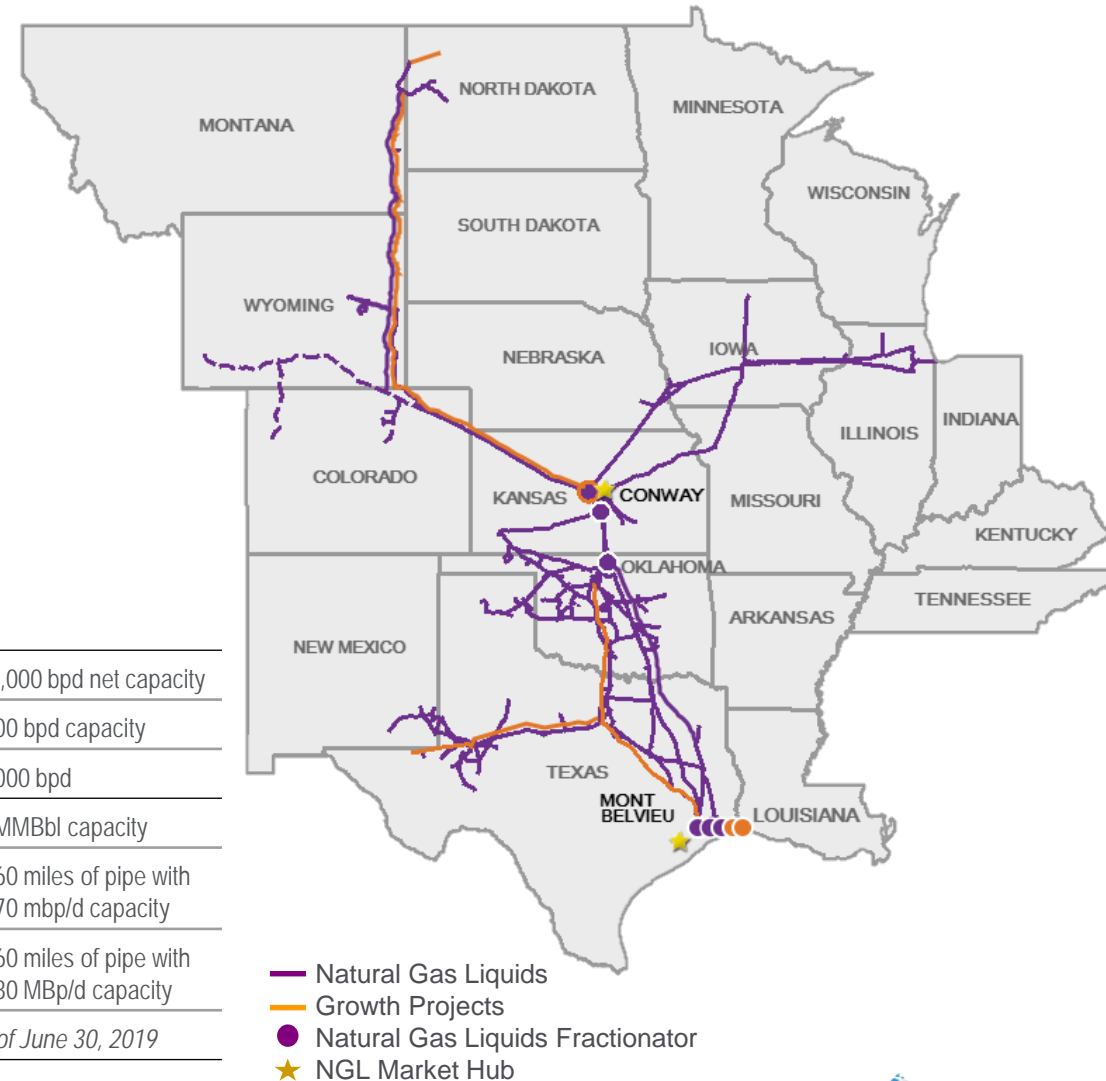 MONTANA
NORTH DAKOTA
MINNESOTA
WISCONSIN
SOUTH DAKOTA
WYOMING
NEBRASKA
IOWA
ILLINOIS
INDIANA
COLORADO
KANSAS
CONWAY
MISSOURI
KENTUCKY
OKLAHOMA
TENNESSEE
ARKANSAS
NEW MEXICO
TEXAS
MONT
BELVIEU
LOUISIANA
,000 bpd net capacity
00 bpd capacity
000 bpd
MMBbl capacity
60 miles of pipe with
70 mbp/d capacity
60 miles of pipe with
30 MBp/d capacity
of June 30, 2019
Natural Gas Liquids
Growth Projects
Natural Gas Liquids Fractionator
NGL Market Hub